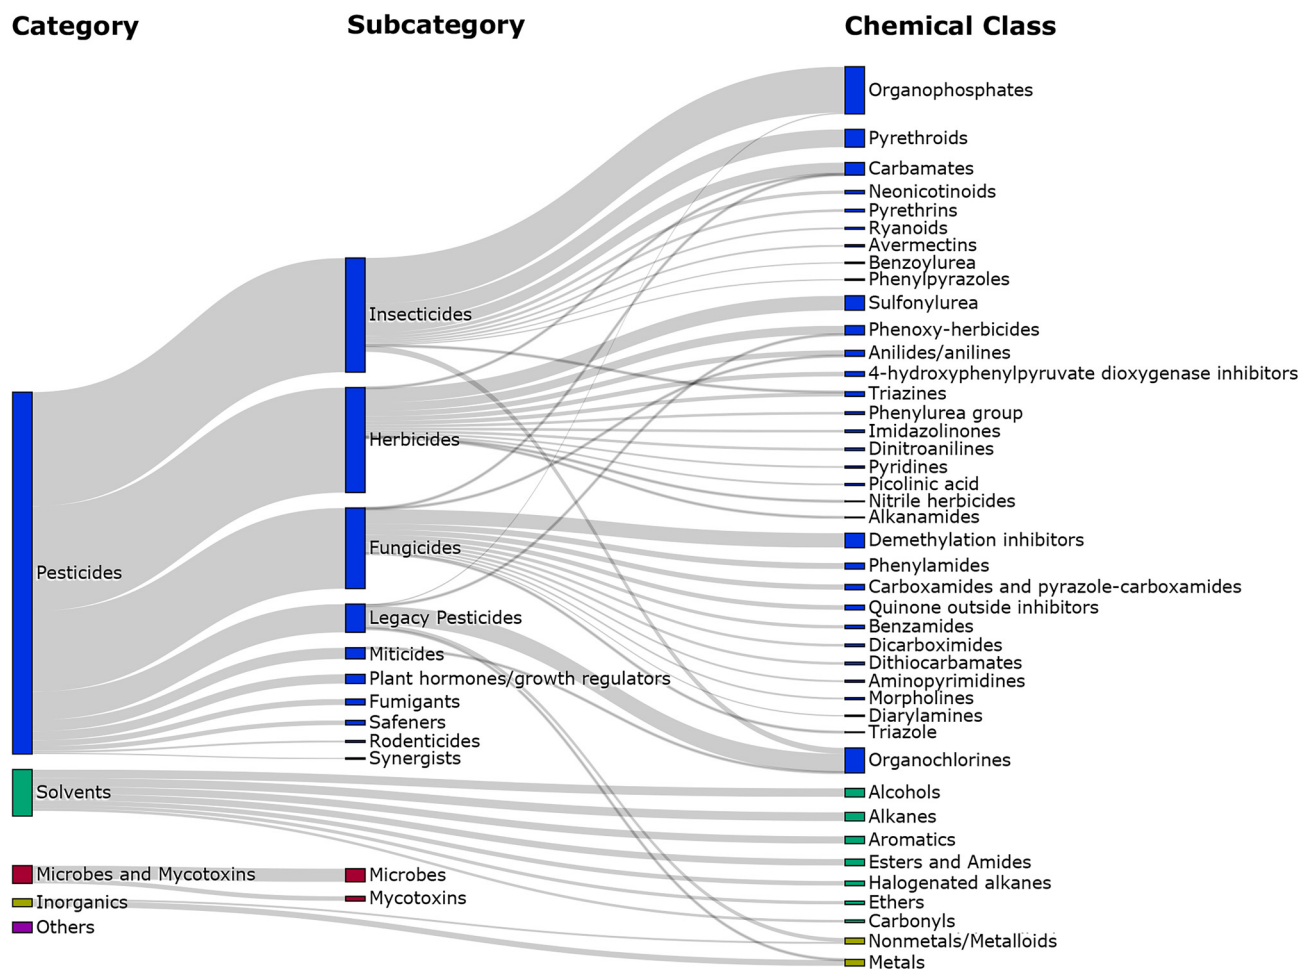 Category
Subcategory
Chemical Class
Pesticides
Solvents
Microbes and Mycotoxins
Inorganics
Others
Insecticides
Herbicides
Fungicides
Legacy Pesticides
Miticides
Plant hormones/growth regulators
Fumigants
Safeners
Rodenticides
Synergists
Microbes
Mycotoxins
Organophosphates
Pyrethroids
Carbamates
Neonicotinoids
Pyrethrins
Ryanoids
Avermectins
Benzoylurea
Phenylpyrazoles
Sulfonylurea
Phenoxy-herbicides
Anilides/anilines
4-hydroxyphenylpyruvate dioxygenase inhibitors
Triazines
Phenylurea group
Imidazolinones
Dinitroanilines
Pyridines
Picolinic acid
Nitrile herbicides
Alkanamides
Demethylation inhibitors
Phenylamides
Carboxamides and pyrazole-carboxamides
Quinone outside inhibitors
Benzamides
Dicarboximides
Dithiocarbamates
Aminopyrimidines
Morpholines
Diarylamines
Triazole
Organochlorines
Alcohols
Alkanes
Aromatics
Esters and Amides
Halogenated alkanes
Ethers
Carbonyls
Nonmetals/Metalloids
Metals